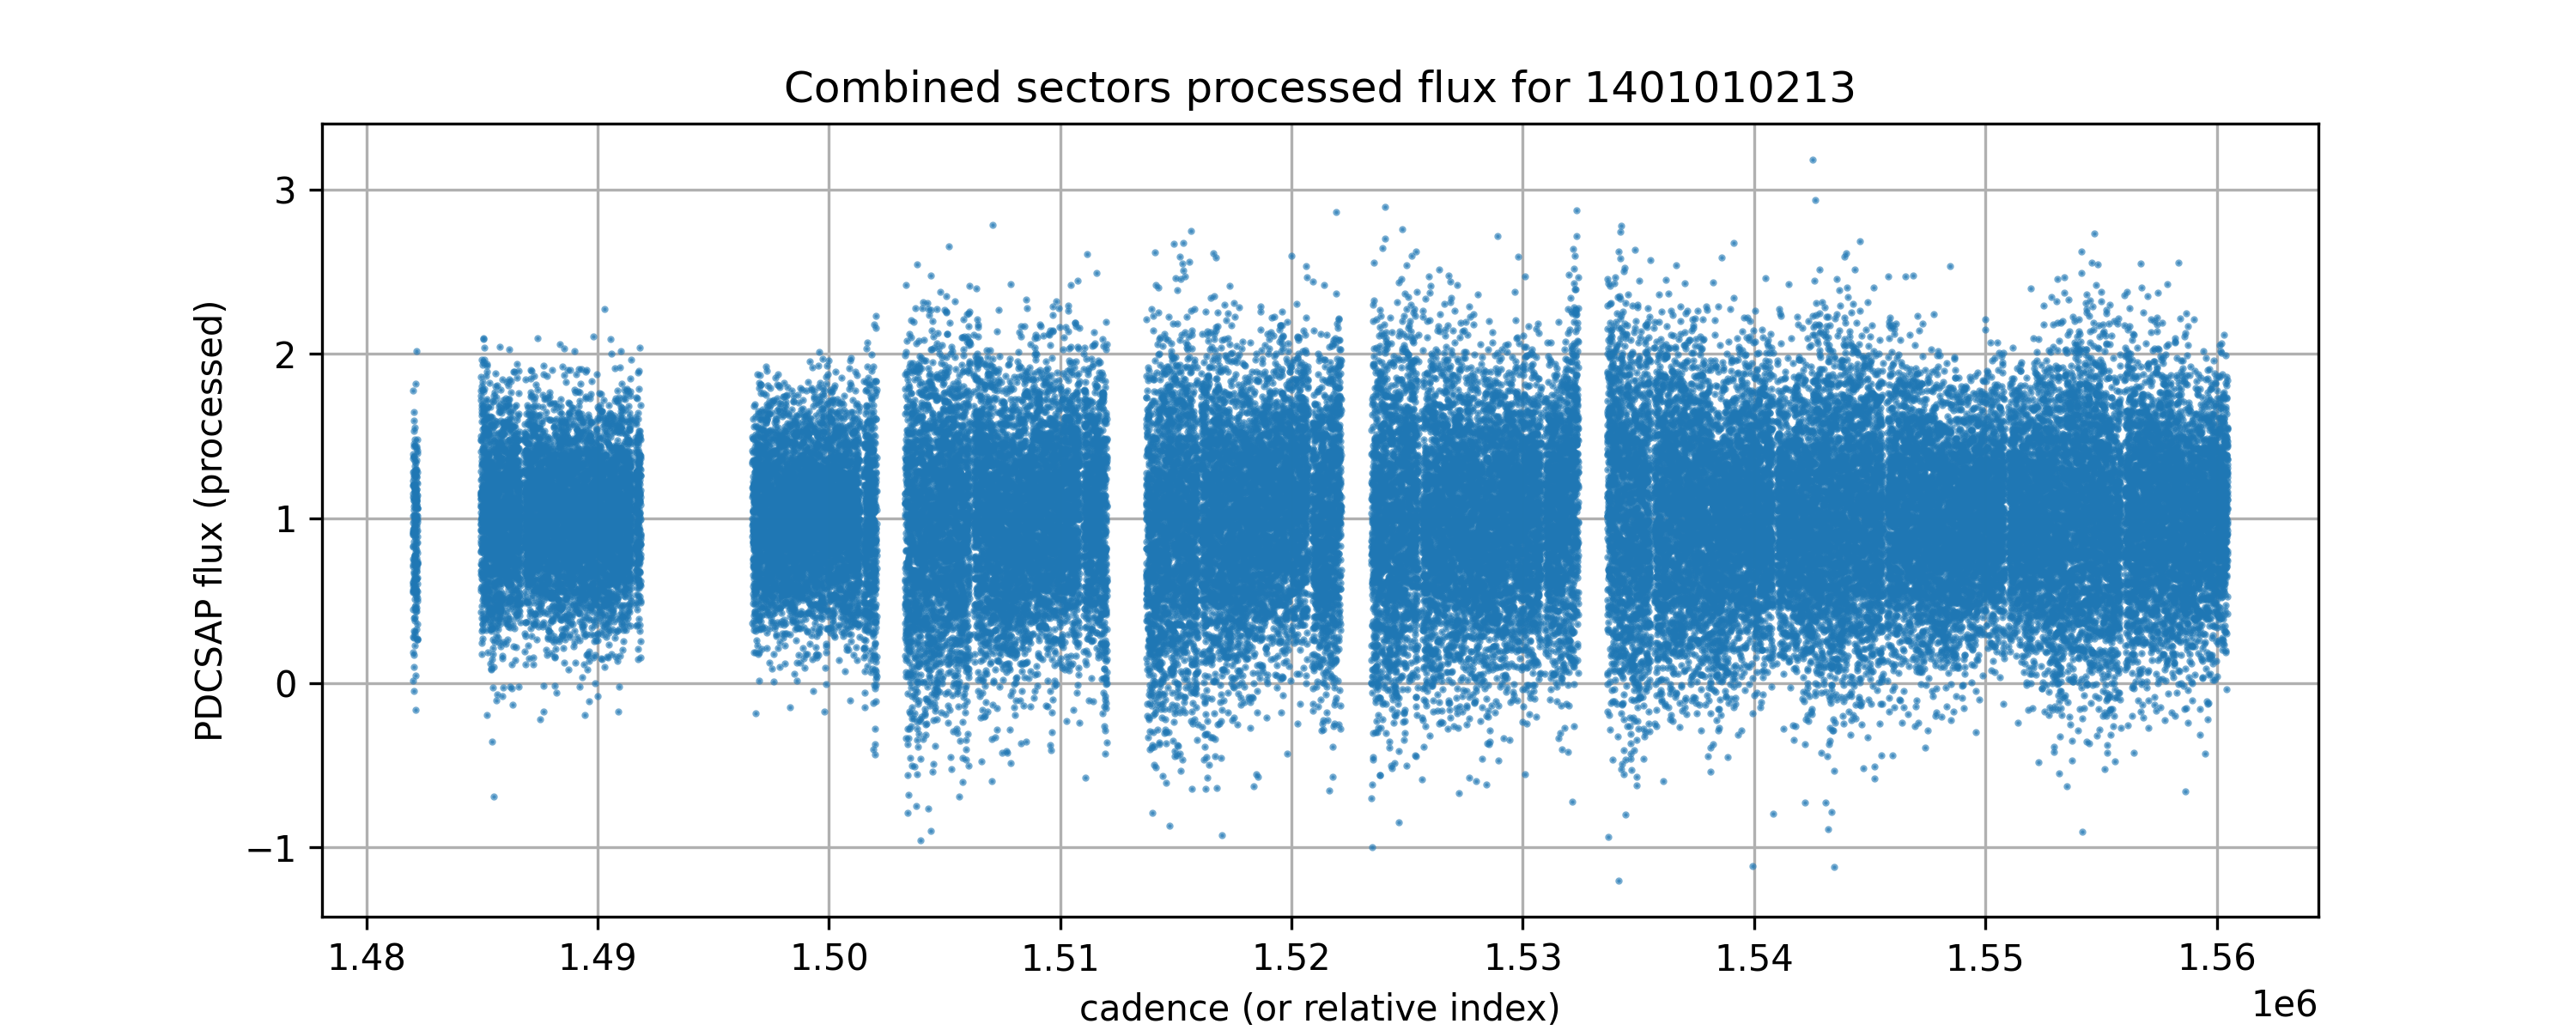 Combined sectors processed flux for 1401010213
PDCSAP flux (processed)
3
2
1
0
−1
1.48 1.49 1.50 1.51 1.52 1.53 1.54 1.55 1.56
1e6
cadence (or relative index)